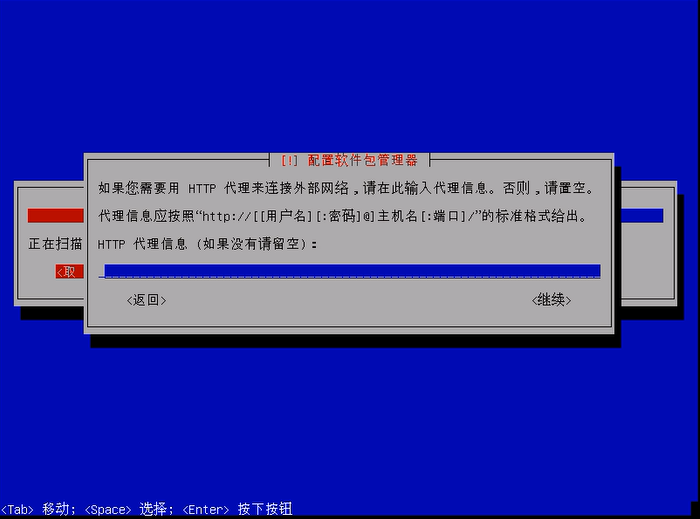 [!] 配置软件包管理器
如果您需要用 HTTP 代理来连接外部网络，请在此输入代理信息。否则，请置空。
代理信息应按照“http://[[用户名][:密码]@]主机名[:端口]/”的标准格式给出。
正在扫描
HTTP 代理信息 (如果没有请留空)：
<取
<返回>
<继续>
<Tab> 移动; <Space> 选择; <Enter> 按下按钮